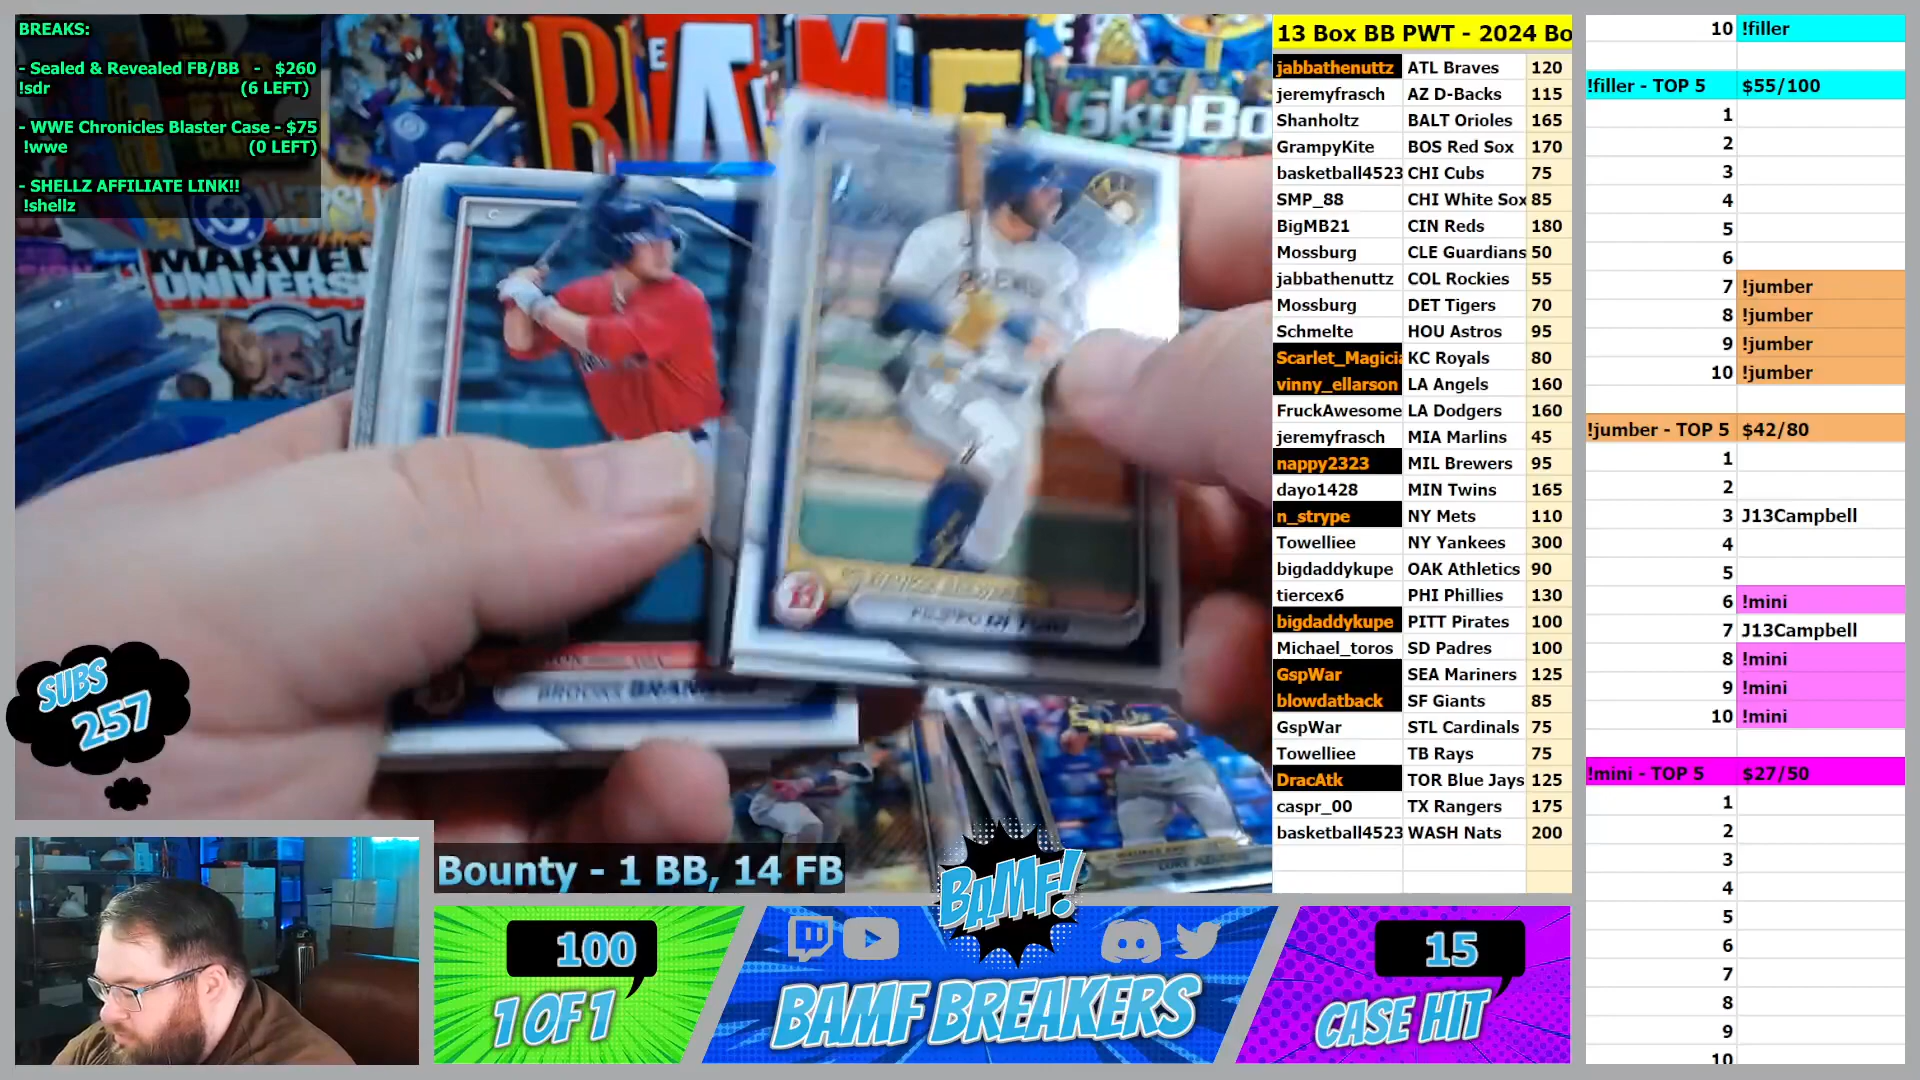 BREAKS:
- Sealed & Revealed FB/BB - $260
!sdr (6 LEFT)
- WWE Chronicles Blaster Case - $75
!wwe (0 LEFT)
- SHELLZ AFFILIATE LINK!!
!shellz
MARVEL
UNIVERSE
SkyBo
BROOKS BRAN
SUBS
257
Bounty - 1 BB, 14 FB
BAMF!
100
1 OF 1
BAMF BREAKERS
15
CASE HIT
13 Box BB PWT - 2024 Bo
jabbathenuttz ATL Braves 120
jeremyfrasch AZ D-Backs 115
Shanholtz BALT Orioles 165
GrampyKite BOS Red Sox 170
basketball4523 CHI Cubs 75
SMP_88 CHI White Sox 85
BigMB21 CIN Reds 180
Mossburg CLE Guardians 50
jabbathenuttz COL Rockies 55
Mossburg DET Tigers 70
Schmelte HOU Astros 95
Scarlet_Magici KC Royals 80
vinny_ellarson LA Angels 160
FruckAwesome LA Dodgers 160
jeremyfrasch MIA Marlins 45
nappy2323 MIL Brewers 95
dayo1428 MIN Twins 165
n_strype NY Mets 110
Towelliee NY Yankees 300
bigdaddykupe OAK Athletics 90
tiercex6 PHI Phillies 130
bigdaddykupe PITT Pirates 100
Michael_toros SD Padres 100
GspWar SEA Mariners 125
blowdatback SF Giants 85
GspWar STL Cardinals 75
Towelliee TB Rays 75
DracAtk TOR Blue Jays 125
caspr_00 TX Rangers 175
basketball4523 WASH Nats 200
10 !filler
!filler - TOP 5 $55/100
1
2
3
4
5
6
7 !jumber
8 !jumber
9 !jumber
10 !jumber
!jumber - TOP 5 $42/80
1
2
3 J13Campbell
4
5
6 !mini
7 J13Campbell
8 !mini
9 !mini
10 !mini
!mini - TOP 5 $27/50
1
2
3
4
5
6
7
8
9
10